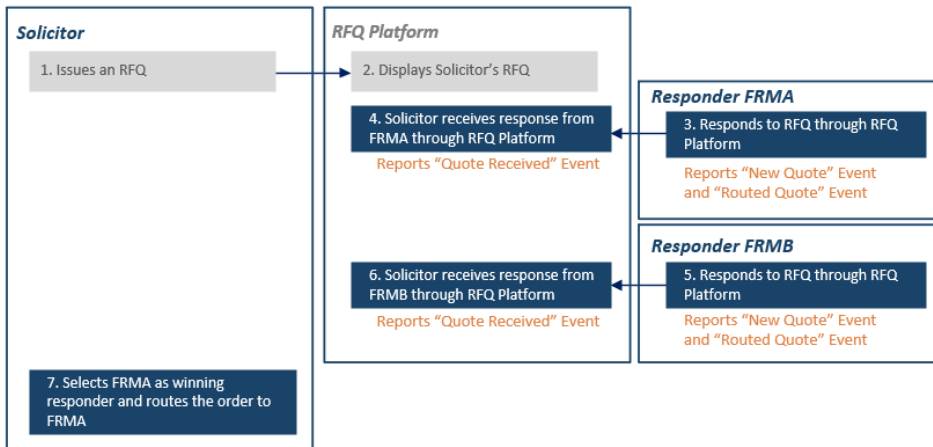 Solicitor
RFQ Platform
1. Issues an RFQ
2. Displays Solicitor's RFQ
Responder FRMA
4. Solicitor receives response from
FRMA through RFQ Platform
3. Responds to RFQ through RFQ
Platform
Reports “Quote Received” Event
Reports “New Quote” Event
and “Routed Quote” Event
Responder FRMB
6. Solicitor receives response from
FRMB through RFQ Platform
5. Responds to RFQ through RFQ
Platform
Reports “Quote Received” Event
Reports “New Quote” Event
and “Routed Quote” Event
7. Selects FRMA as winning
responder and routes the order to
FRMA